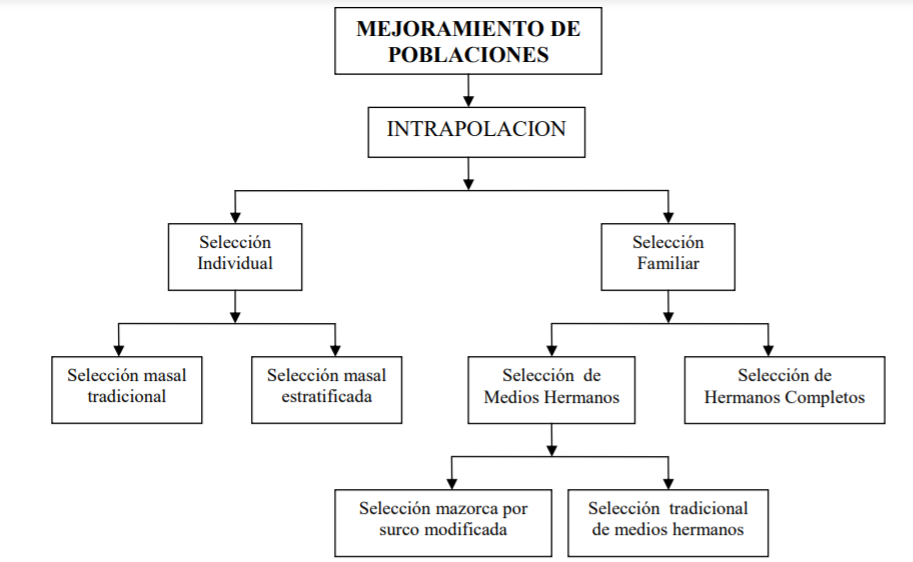 MEJORAMIENTO DE
POBLACIONES
INTRAPOLACION
Selección
Individual
Selección
Familiar
Selección masal
tradicional
Selección masal
estratificada
Selección de
Medios Hermanos
Selección de
Hermanos Completos
Selección mazorca por
surco modificada
Selección tradicional
de medios hermanos